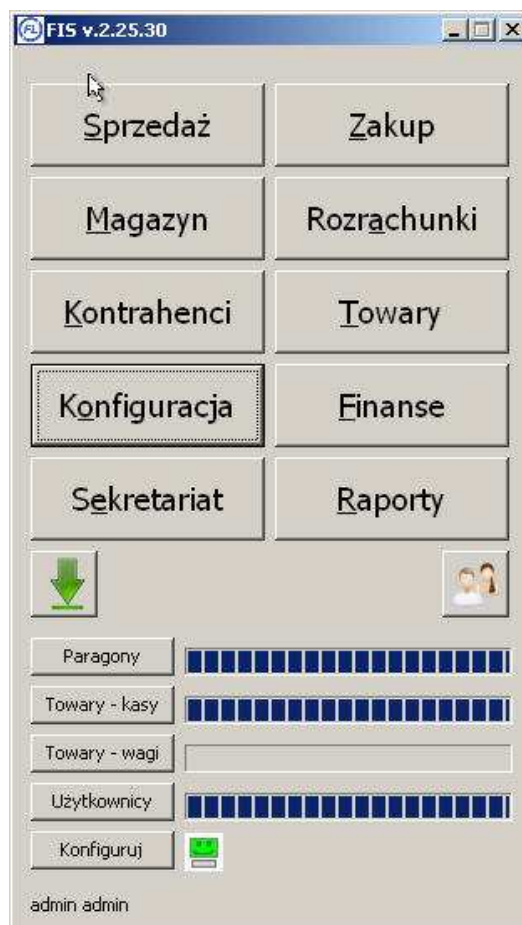 FL FIS v.2.25.30
Sprzedaż Zakup
Magazyn Rozrachunki
Kontrahenci Towary
Konfiguracja Finanse
Sekretariat Raporty
Paragony
Towary - kasy
Towary - wagi
Użytkownicy
Konfiguruj
admin admin